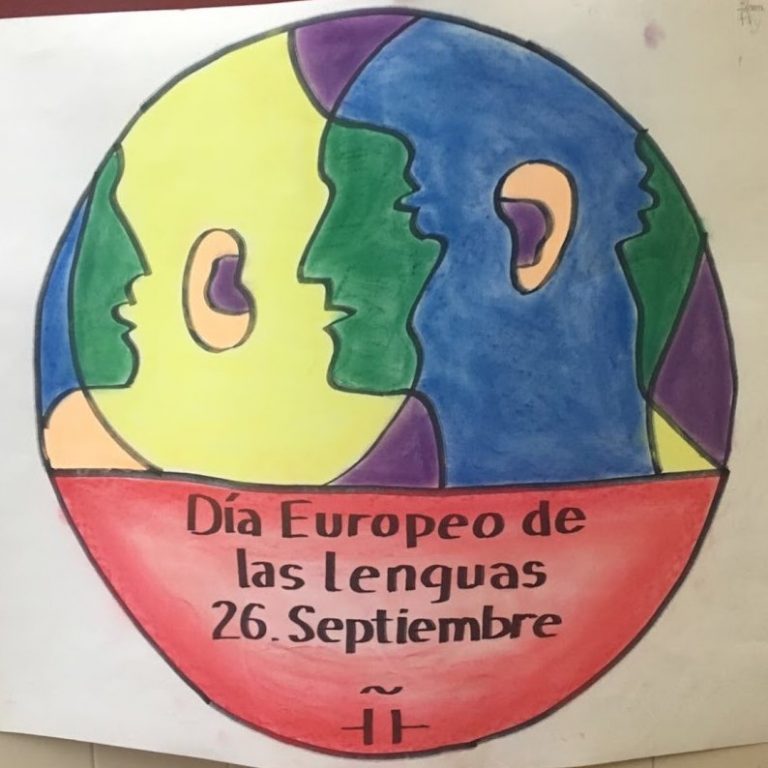 Día Europeo de
las Lenguas
26. Septiembre